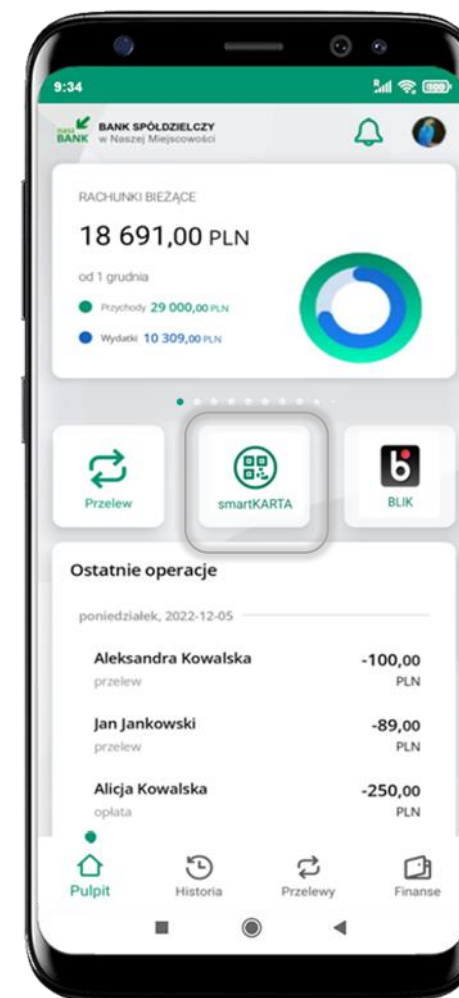 9:34
nasz
BANK
BANK SPÓŁDZIELCZY
w Naszej Miejscowości
RACHUNKI BIEŻĄCE
18 691,00 PLN
od 1 grudnia
Przychody 29 000,00 PLN
Wydatki 10 309,00 PLN
Przelew
smartKARTA
BLIK
Ostatnie operacje
poniedziałek, 2022-12-05
Aleksandra Kowalska -100,00
przelew PLN
Jan Jankowski -89,00
przelew PLN
Alicja Kowalska -250,00
opłata PLN
Pulpit Historia Przelewy Finanse